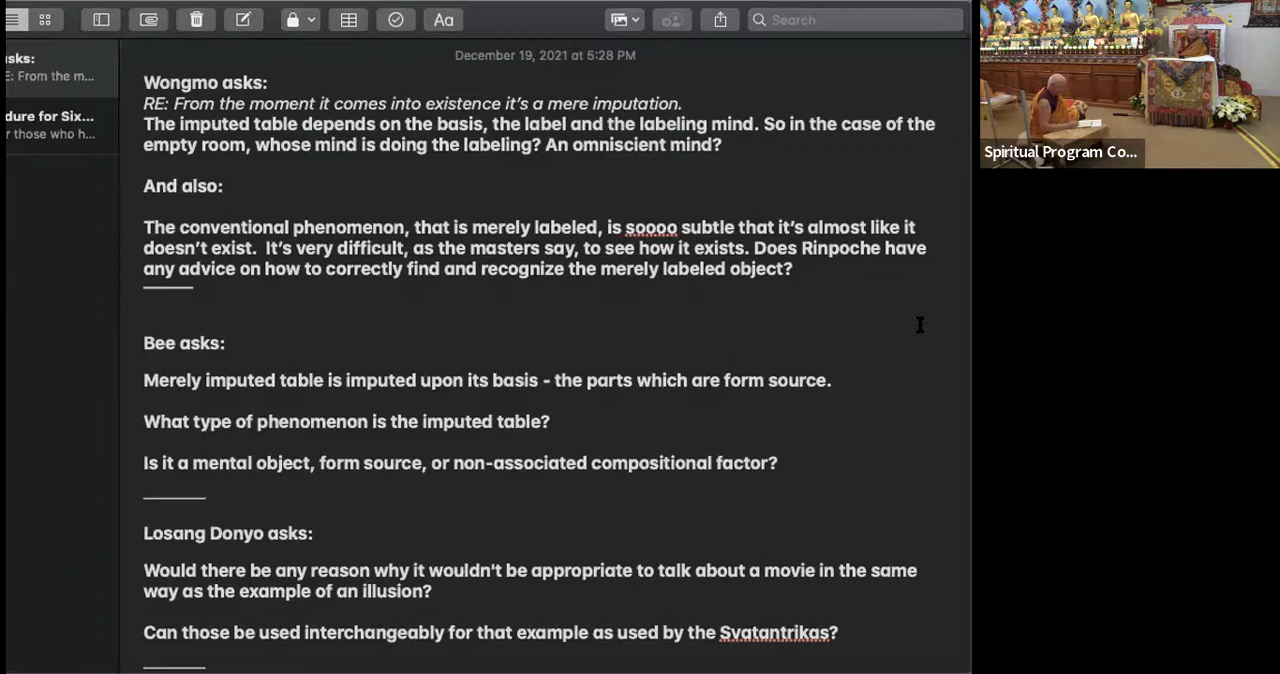 Search
asks:
E: From the m...
dure for Six...
r those who h...
December 19, 2021 at 5:28 PM
Wongmo asks:
RE: From the moment it comes into existence it's a mere imputation.
The imputed table depends on the basis, the label and the labeling mind. So in the case of the
empty room, whose mind is doing the labeling? An omniscient mind?
And also:
The conventional phenomenon, that is merely labeled, is soooo subtle that it's almost like it
doesn't exist.  It's very difficult, as the masters say, to see how it exists. Does Rinpoche have
any advice on how to correctly find and recognize the merely labeled object?
Bee asks:
Merely imputed table is imputed upon its basis - the parts which are form source.
What type of phenomenon is the imputed table?
Is it a mental object, form source, or non-associated compositional factor?
Losang Donyo asks:
Would there be any reason why it wouldn't be appropriate to talk about a movie in the same
way as the example of an illusion?
Can those be used interchangeably for that example as used by the Svatantrikas?
Aa
Spiritual Program Co...